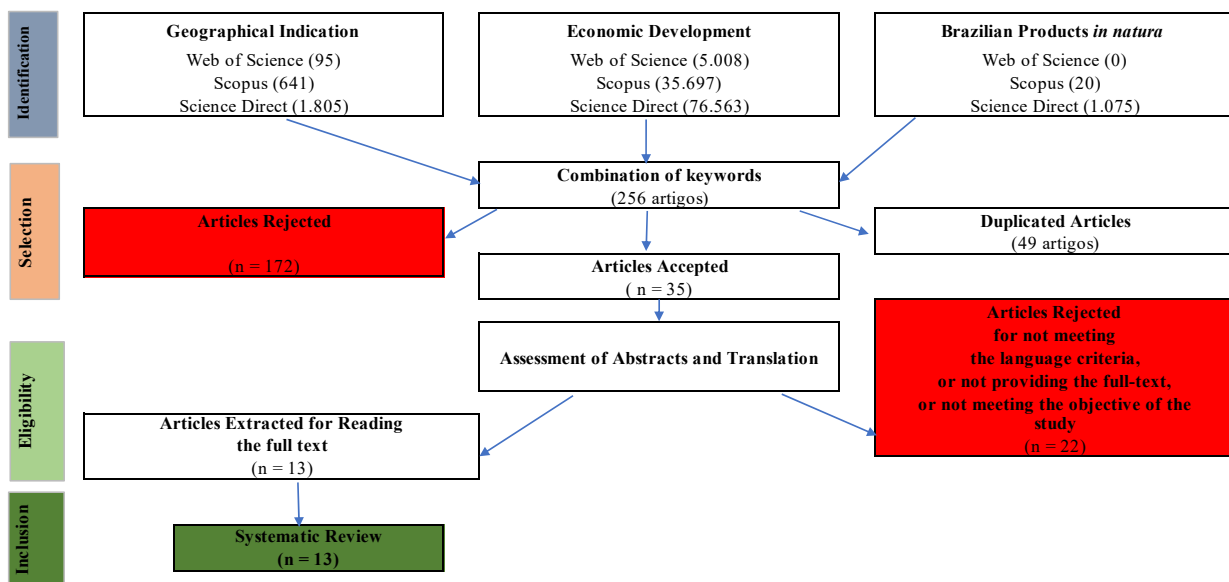 Identification
Geographical Indication
Web of Science (95)
Scopus (641)
Science Direct (1.805)
Economic Development
Web of Science (5.008)
Scopus (35.697)
Science Direct (76.563)
Brazilian Products in natura
Web of Science (0)
Scopus (20)
Science Direct (1.075)
Selection
Combination of keywords
(256 artigos)
Articles Rejected
(n = 172)
Duplicated Articles
(49 artigos)
Articles Accepted
( n = 35)
Eligibility
Assessment of Abstracts and Translation
Articles Rejected
for not meeting
the language criteria,
or not providing the full-text,
or not meeting the objective of the
study
(n = 22)
Articles Extracted for Reading
the full text
(n = 13)
Inclusion
Systematic Review
(n = 13)